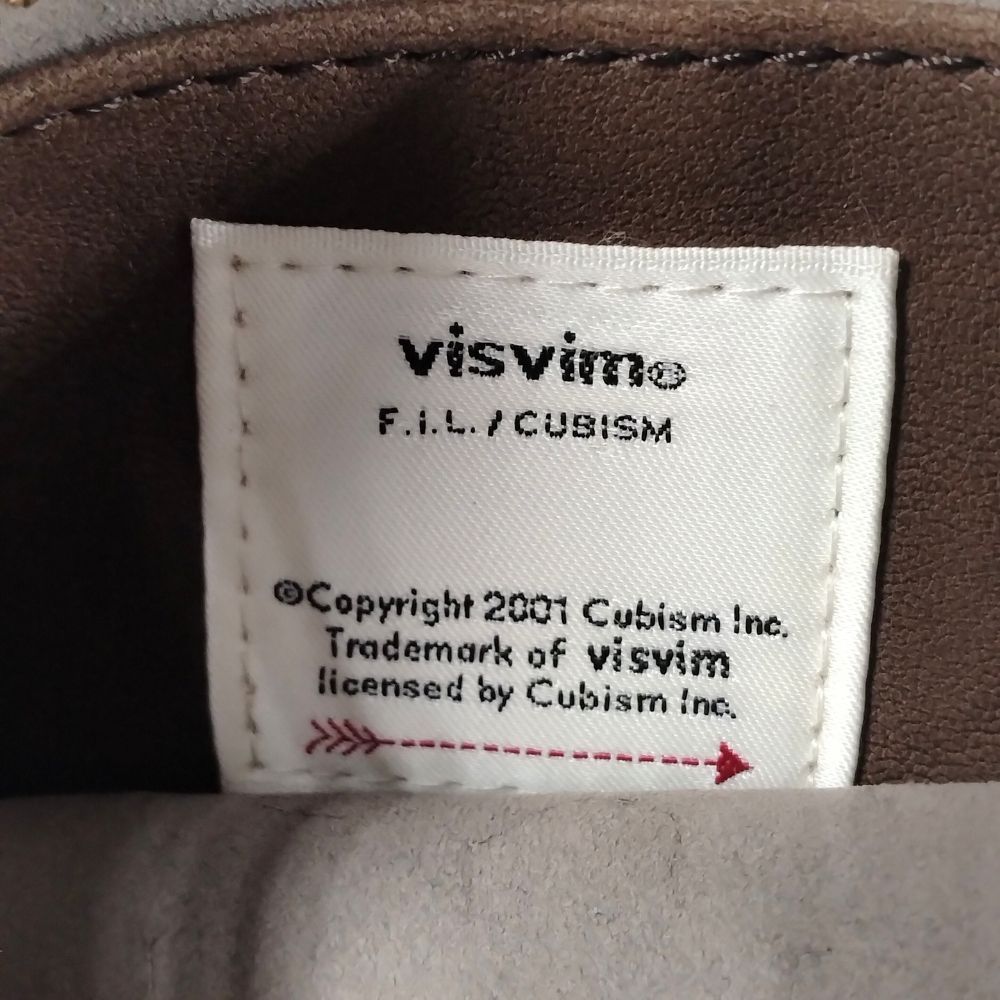 visvim®
F.I.L. / CUBISM
©Copyright 2001 Cubism Inc.
Trademark of visvim
licensed by Cubism Inc.